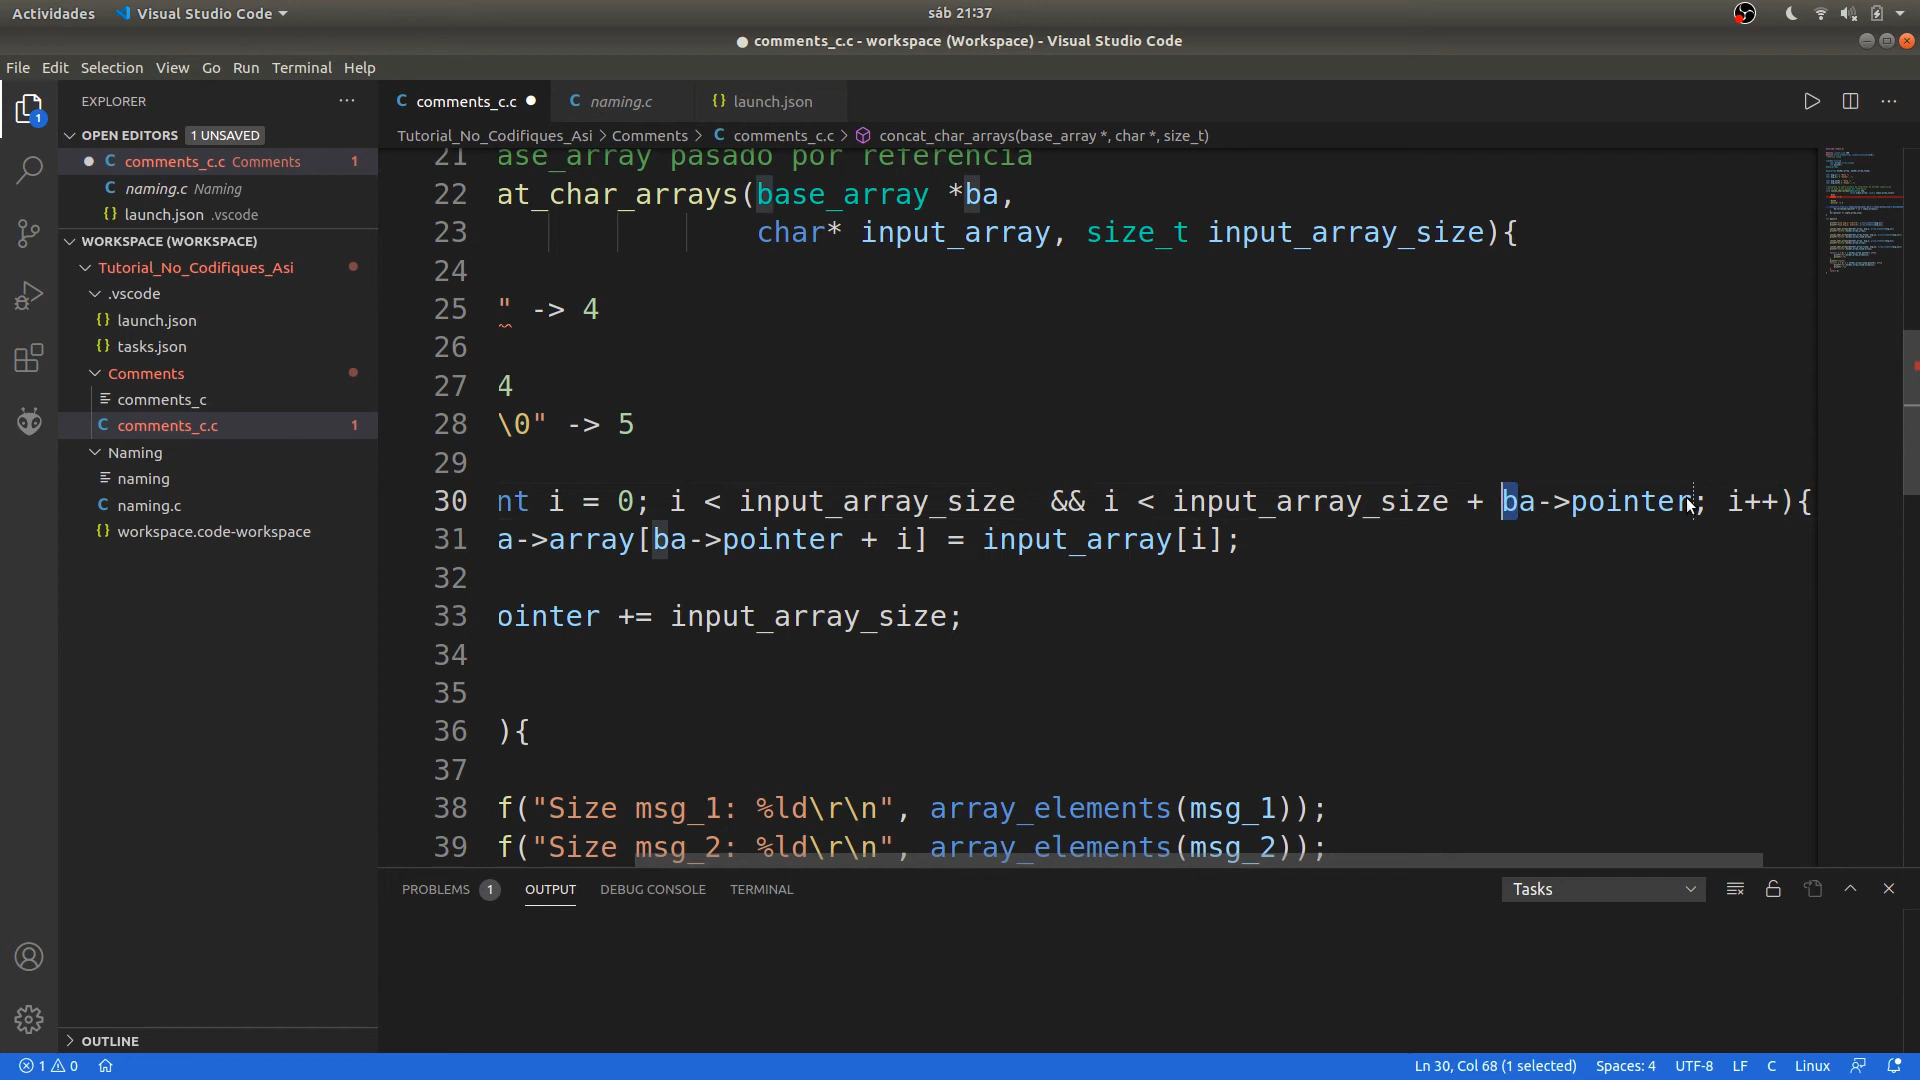 Actividades Visual Studio Code sáb 21:37
● comments_c.c - workspace (Workspace) - Visual Studio Code
File Edit Selection View Go Run Terminal Help
EXPLORER
comments_c.c naming.c launch.json
OPEN EDITORS 1 UNSAVED
Tutorial_No_Codifiques_Asi > Comments > comments_c.c > concat_char_arrays(base_array *, char *, size_t)
comments_c.c Comments 1
naming.c Naming
launch.json .vscode
WORKSPACE (WORKSPACE)
Tutorial_No_Codifiques_Asi
.vscode
launch.json
tasks.json
Comments
comments_c
comments_c.c 1
Naming
naming
naming.c
workspace.code-workspace
OUTLINE
21 ase_array pasado por referencia
22 at_char_arrays(base_array *ba,
23 char* input_array, size_t input_array_size){
24
25 " -> 4
26
27 4
28 \0" -> 5
29
30 nt i = 0; i < input_array_size  && i < input_array_size + ba->pointer; i++){
31 a->array[ba->pointer + i] = input_array[i];
32
33 ointer += input_array_size;
34
35
36 ){
37
38 f("Size msg_1: %ld\r\n", array_elements(msg_1));
39 f("Size msg_2: %ld\r\n", array_elements(msg_2));
PROBLEMS 1 OUTPUT DEBUG CONSOLE TERMINAL Tasks
1 0 Ln 30, Col 68 (1 selected) Spaces: 4 UTF-8 LF C Linux